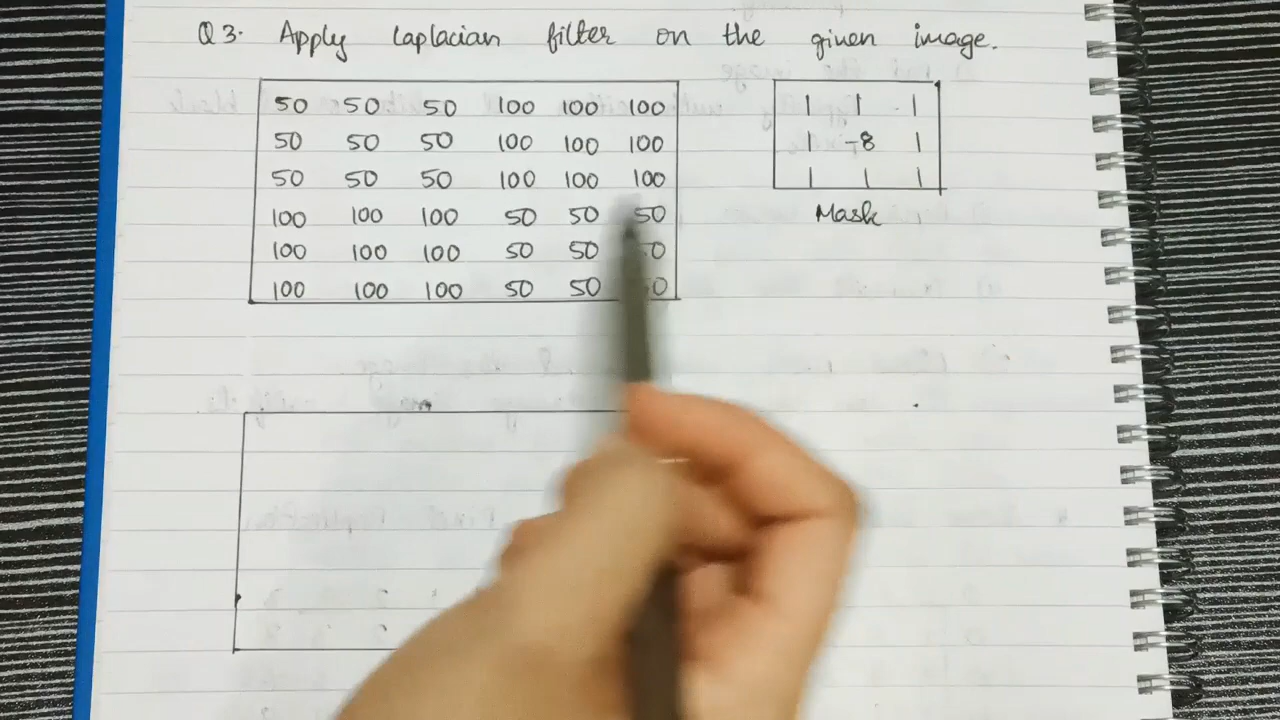 Q3. Apply Laplacian filter on the given image.
50 50 50 100 100 100
50 50 50 100 100 100
50 50 50 100 100 100
100 100 100 50 50 50
100 100 100 50 50
100 100 100 50 50
1 1 1
1 -8 1
1 1 1
Mask